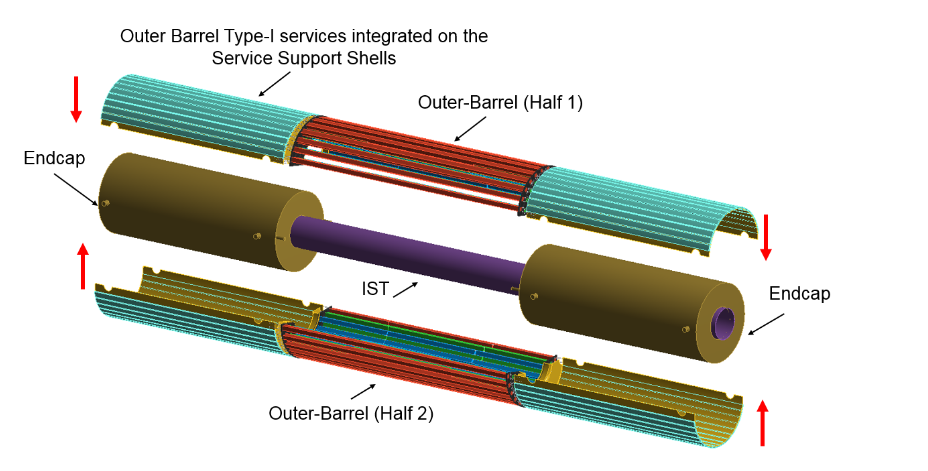 Outer Barrel Type-I services integrated on the
Service Support Shells
Outer-Barrel (Half 1)
Endcap
IST
Endcap
Outer-Barrel (Half 2)